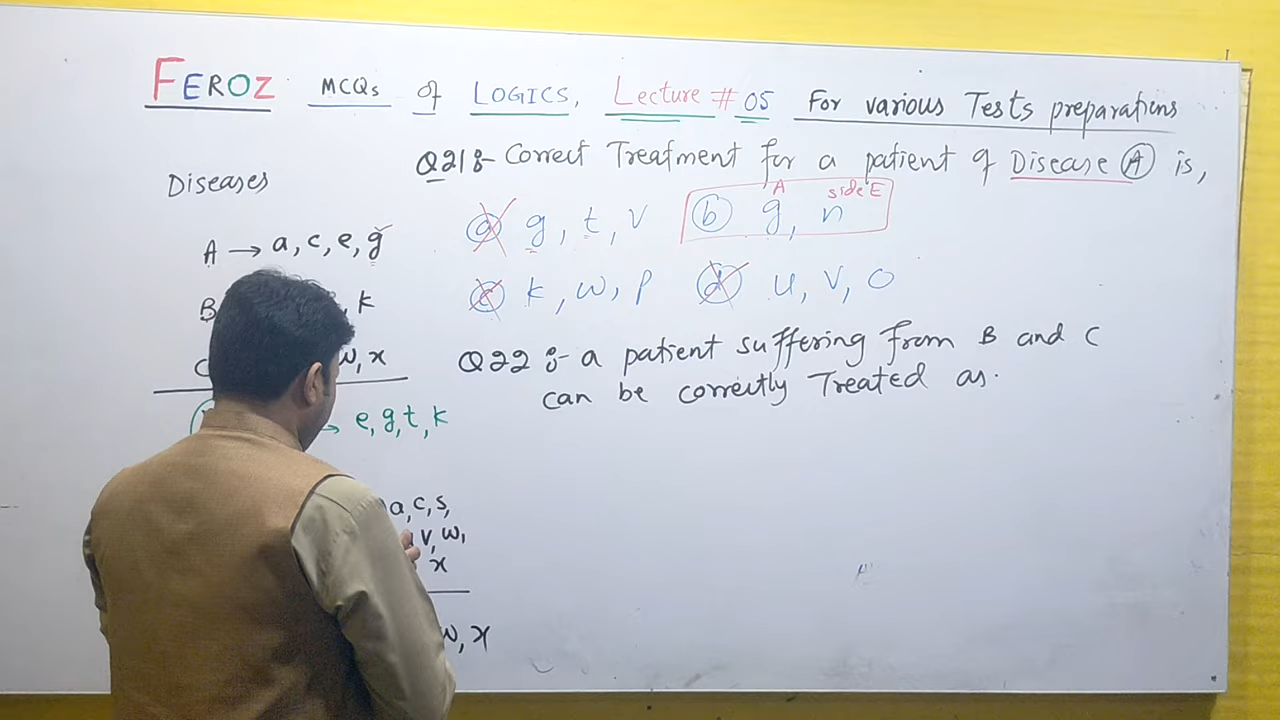 FEROZ MCQs of LOGICS, Lecture # 05 For various Tests preparations
Q21:- Correct Treatment for a patient of Disease A is,
Diseases
a g, t, v b g, n
A side E
c k, w, p d u, v, o
A → a, c, e, g
B k
C x
Q22:- a patient suffering from B and C
can be correctly Treated as.
→ e, g, t, k
a, c, s,
v, w,
x
w, x